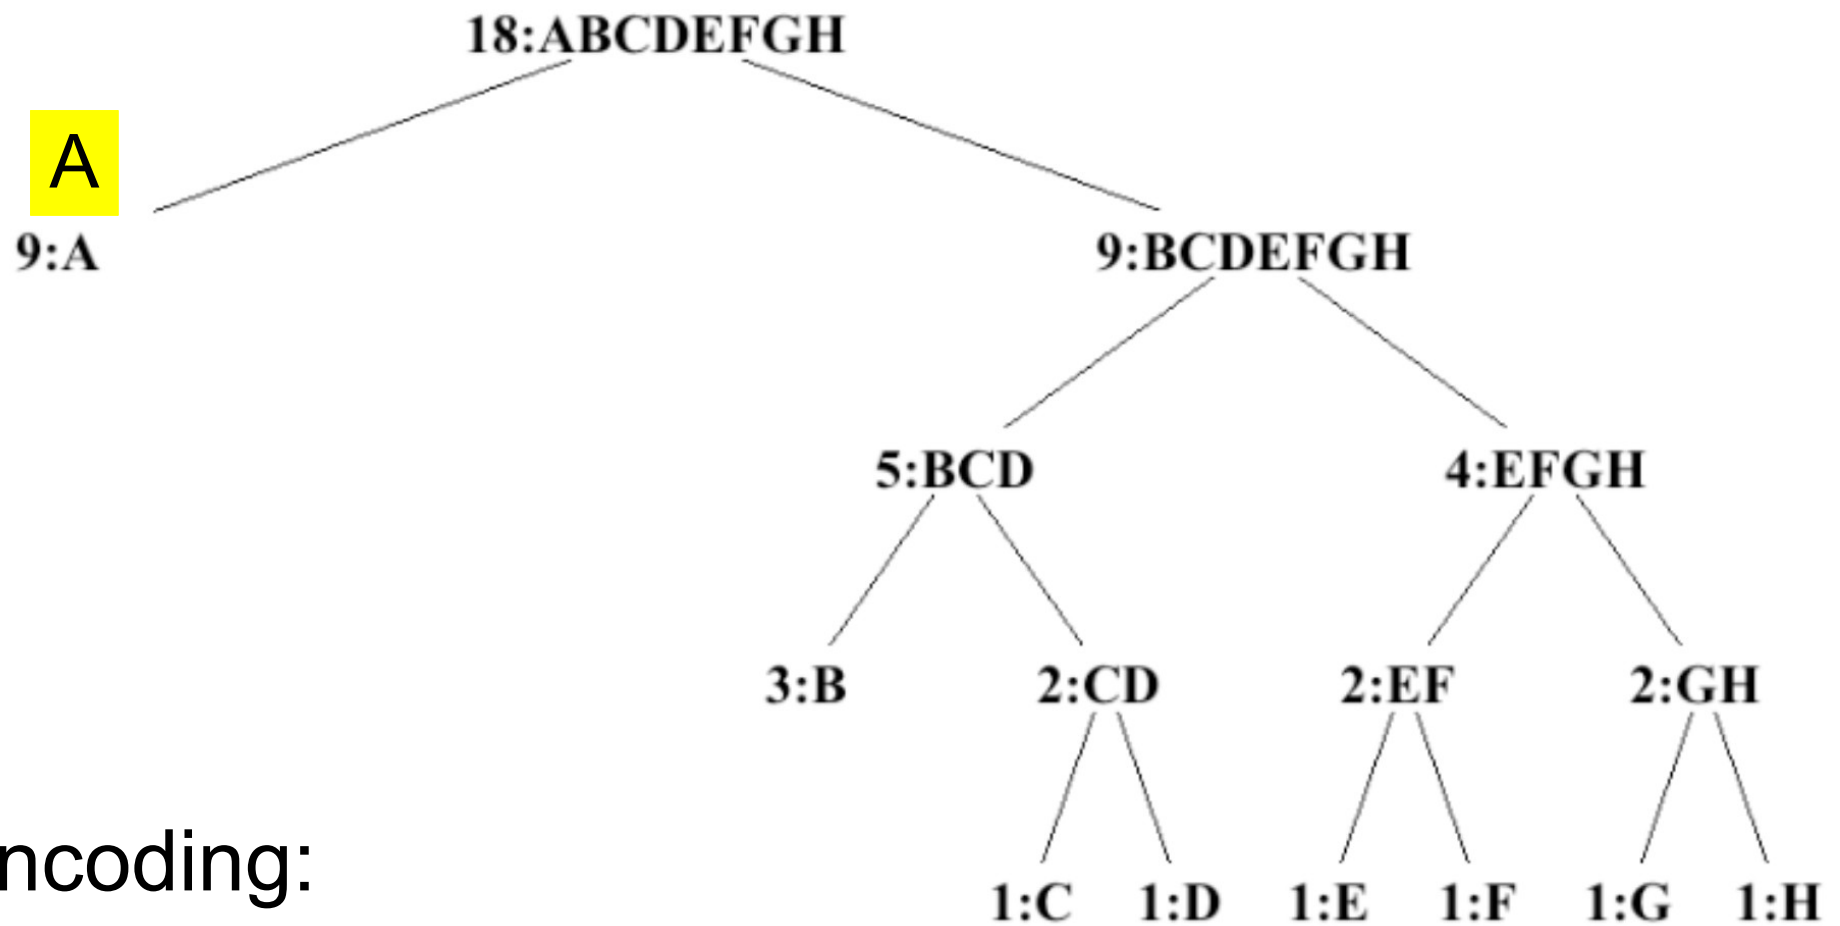 18:ABCDEFGH
A
9:A 9:BCDEFGH
5:BCD 4:EFGH
3:B 2:CD 2:EF 2:GH
ncoding:
1:C 1:D 1:E 1:F 1:G 1:H